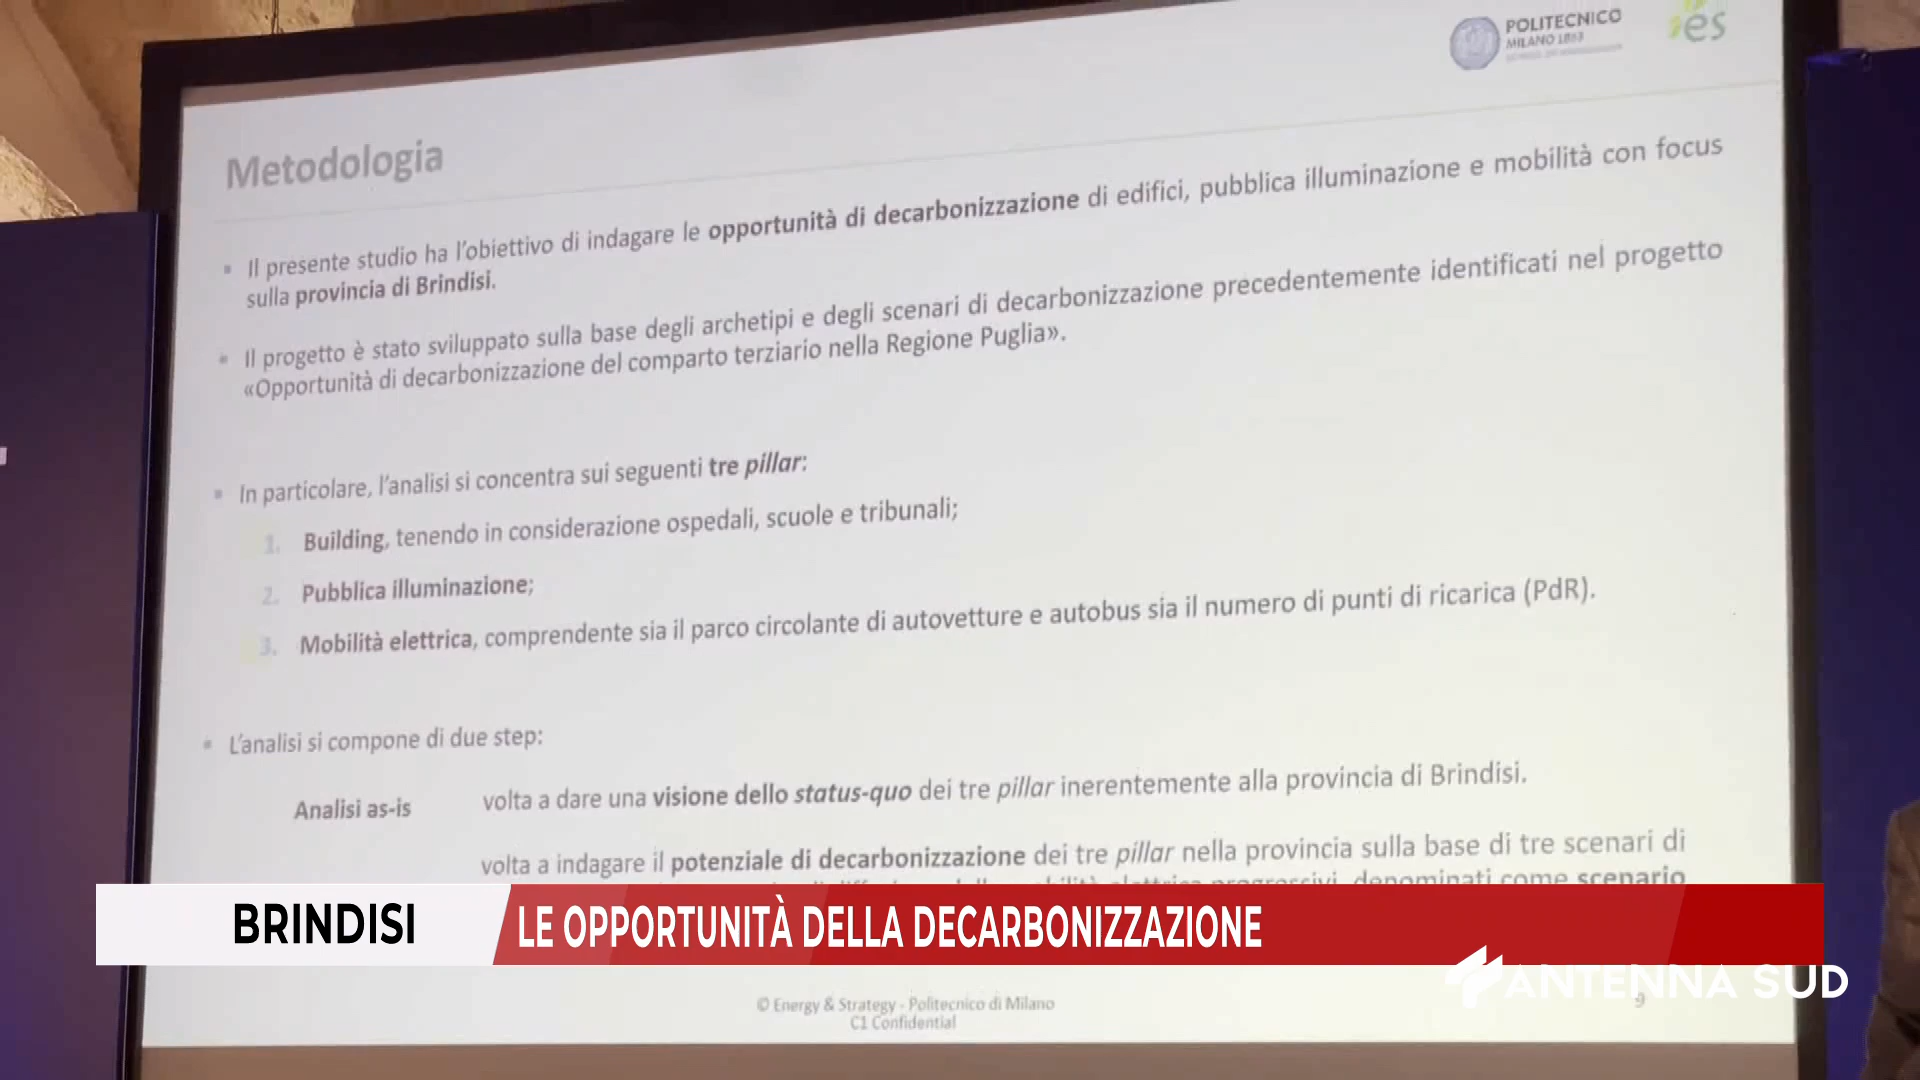 POLITECNICO
MILANO 1863
es
Metodologia
Il presente studio ha l'obiettivo di indagare le opportunità di decarbonizzazione di edifici, pubblica illuminazione e mobilità con focus
sulla provincia di Brindisi.
Il progetto è stato sviluppato sulla base degli archetipi e degli scenari di decarbonizzazione precedentemente identificati nel progetto
«Opportunità di decarbonizzazione del comparto terziario nella Regione Puglia».
In particolare, l'analisi si concentra sui seguenti tre pillar:
1. Building, tenendo in considerazione ospedali, scuole e tribunali;
2. Pubblica illuminazione;
3. Mobilità elettrica, comprendente sia il parco circolante di autovetture e autobus sia il numero di punti di ricarica (PdR).
L'analisi si compone di due step:
Analisi as-is volta a dare una visione dello status-quo dei tre pillar inerentemente alla provincia di Brindisi.
volta a indagare il potenziale di decarbonizzazione dei tre pillar nella provincia sulla base di tre scenari di
denominati come scenario
BRINDISI LE OPPORTUNITÀ DELLA DECARBONIZZAZIONE
ANTENNA SUD
© Energy & Strategy - Politecnico di Milano
C1 Confidential
9